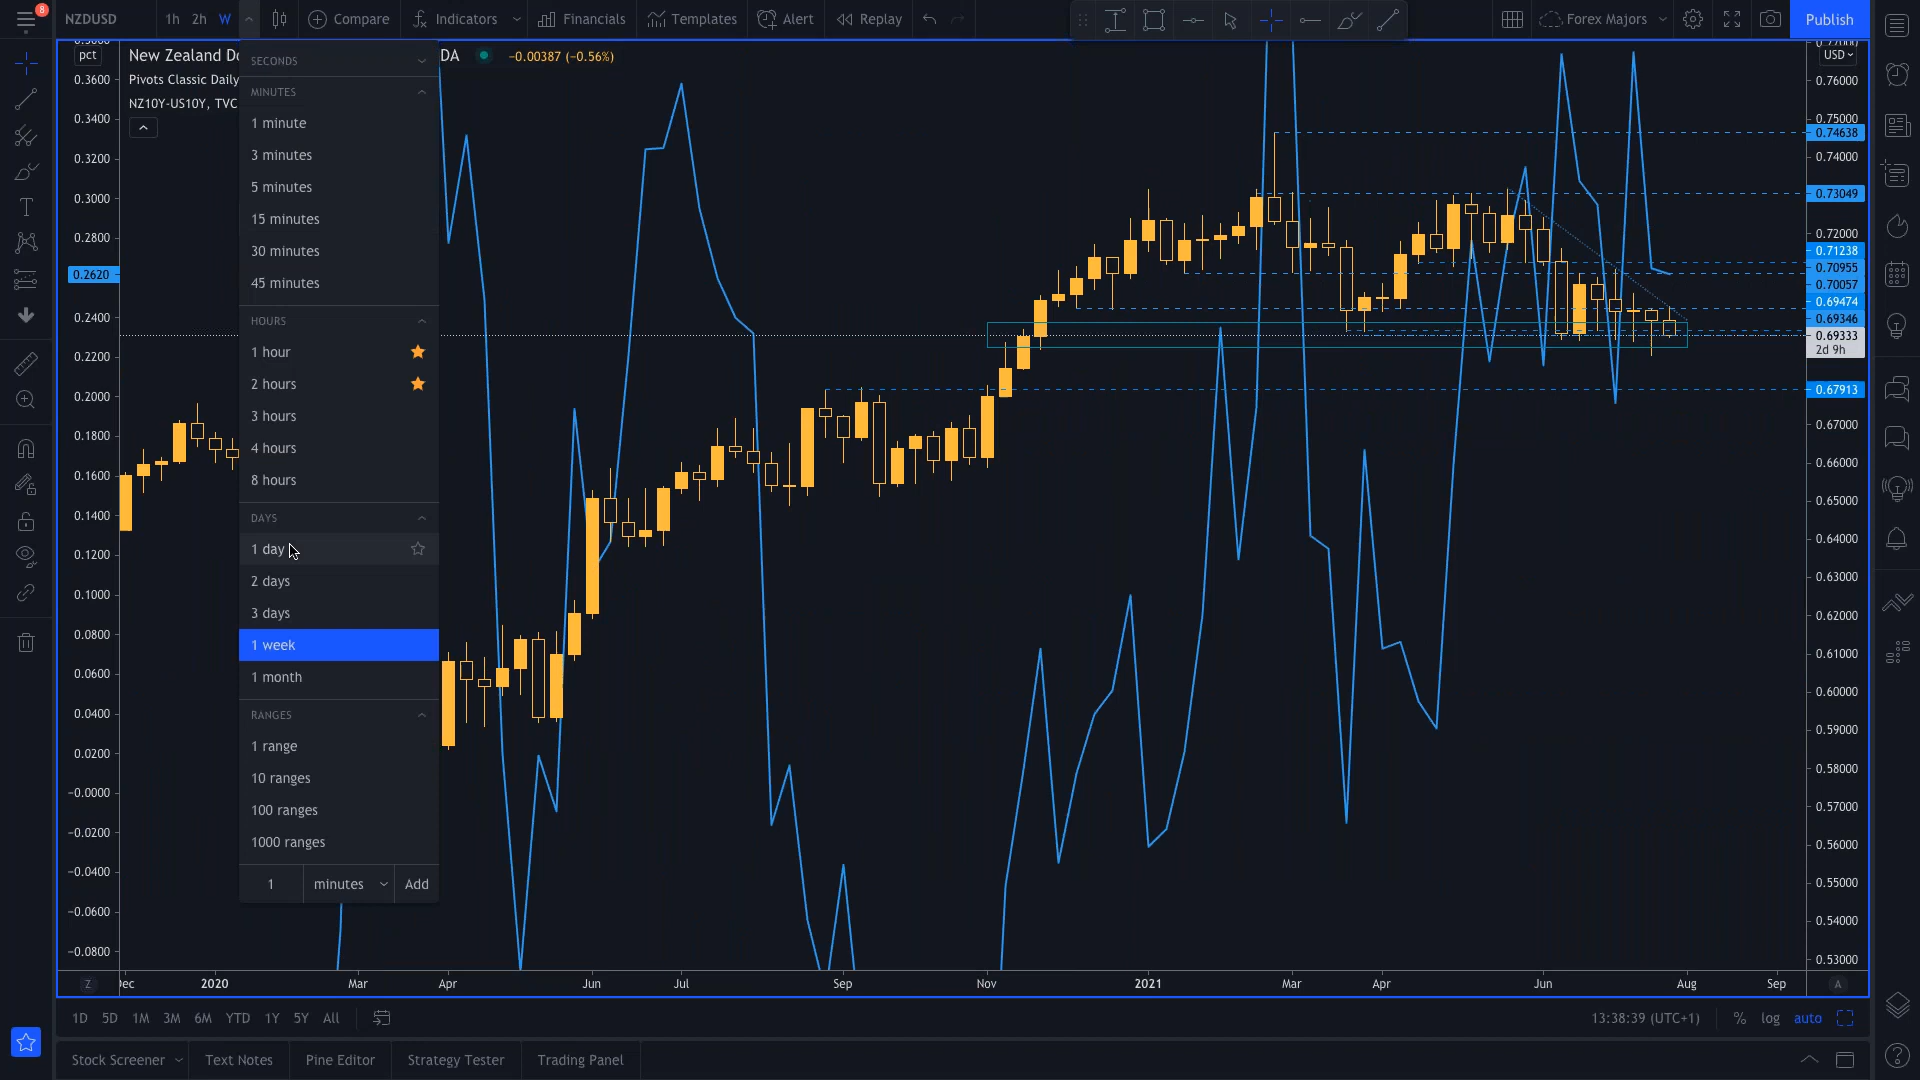 8
NZDUSD
1h 2h W
Compare
Indicators
Financials
Templates
Alert
Replay
Forex Majors
Publish
pct
New Zealand Do
DA
−0.00387 (−0.56%)
Pivots Classic Daily
NZ10Y-US10Y, TVC
SECONDS
MINUTES
1 minute
3 minutes
5 minutes
15 minutes
30 minutes
45 minutes
HOURS
1 hour
2 hours
3 hours
4 hours
8 hours
DAYS
1 day
2 days
3 days
1 week
1 month
RANGES
1 range
10 ranges
100 ranges
1000 ranges
1 minutes Add
0.3600
0.3400
0.3200
0.3000
0.2800
0.2620
0.2400
0.2200
0.2000
0.1800
0.1600
0.1400
0.1200
0.1000
0.0800
0.0600
0.0400
0.0200
−0.0000
−0.0200
−0.0400
−0.0600
−0.0800
USD
0.76000
0.75000
0.74638
0.74000
0.73049
0.72000
0.71238
0.70955
0.70057
0.69474
0.69346
0.69333
2d 9h
0.67913
0.67000
0.66000
0.65000
0.64000
0.63000
0.62000
0.61000
0.60000
0.59000
0.58000
0.57000
0.56000
0.55000
0.54000
0.53000
Z
2020 Mar Apr Jun Jul Sep Nov 2021 Mar Apr Jun Aug Sep
A
1D 5D 1M 3M 6M YTD 1Y 5Y All
13:38:39 (UTC+1)
% log auto
Stock Screener
Text Notes
Pine Editor
Strategy Tester
Trading Panel